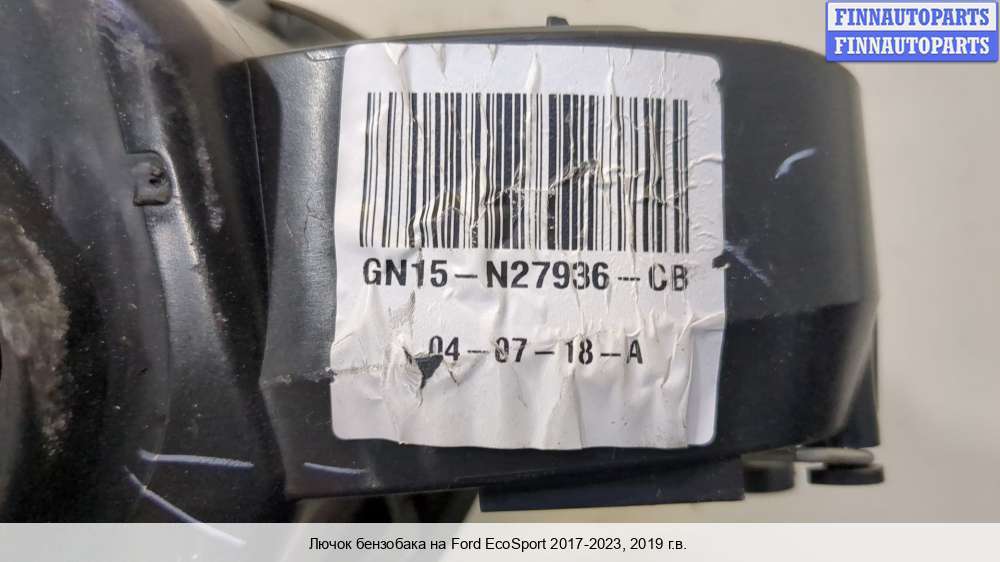 FINNAUTOPARTS
FINNAUTOPARTS
GN15-N27936-CB
04-07-18-A
Лючок бензобака на Ford EcoSport 2017-2023, 2019 г.в.